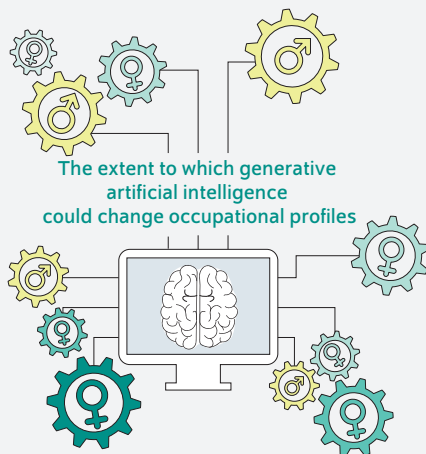 The extent to which generative
artificial intelligence
could change occupational profiles